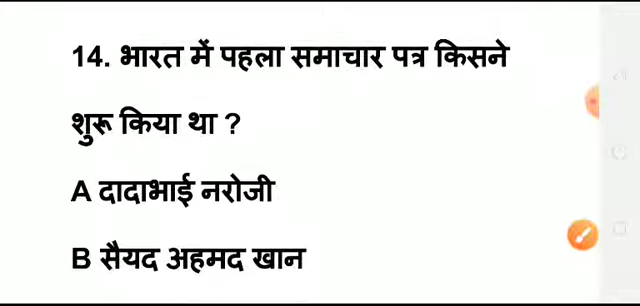 14. भारत में पहला समाचार पत्र किसने
शुरू किया था ?
A दादाभाई नरोजी
B सैयद अहमद खान